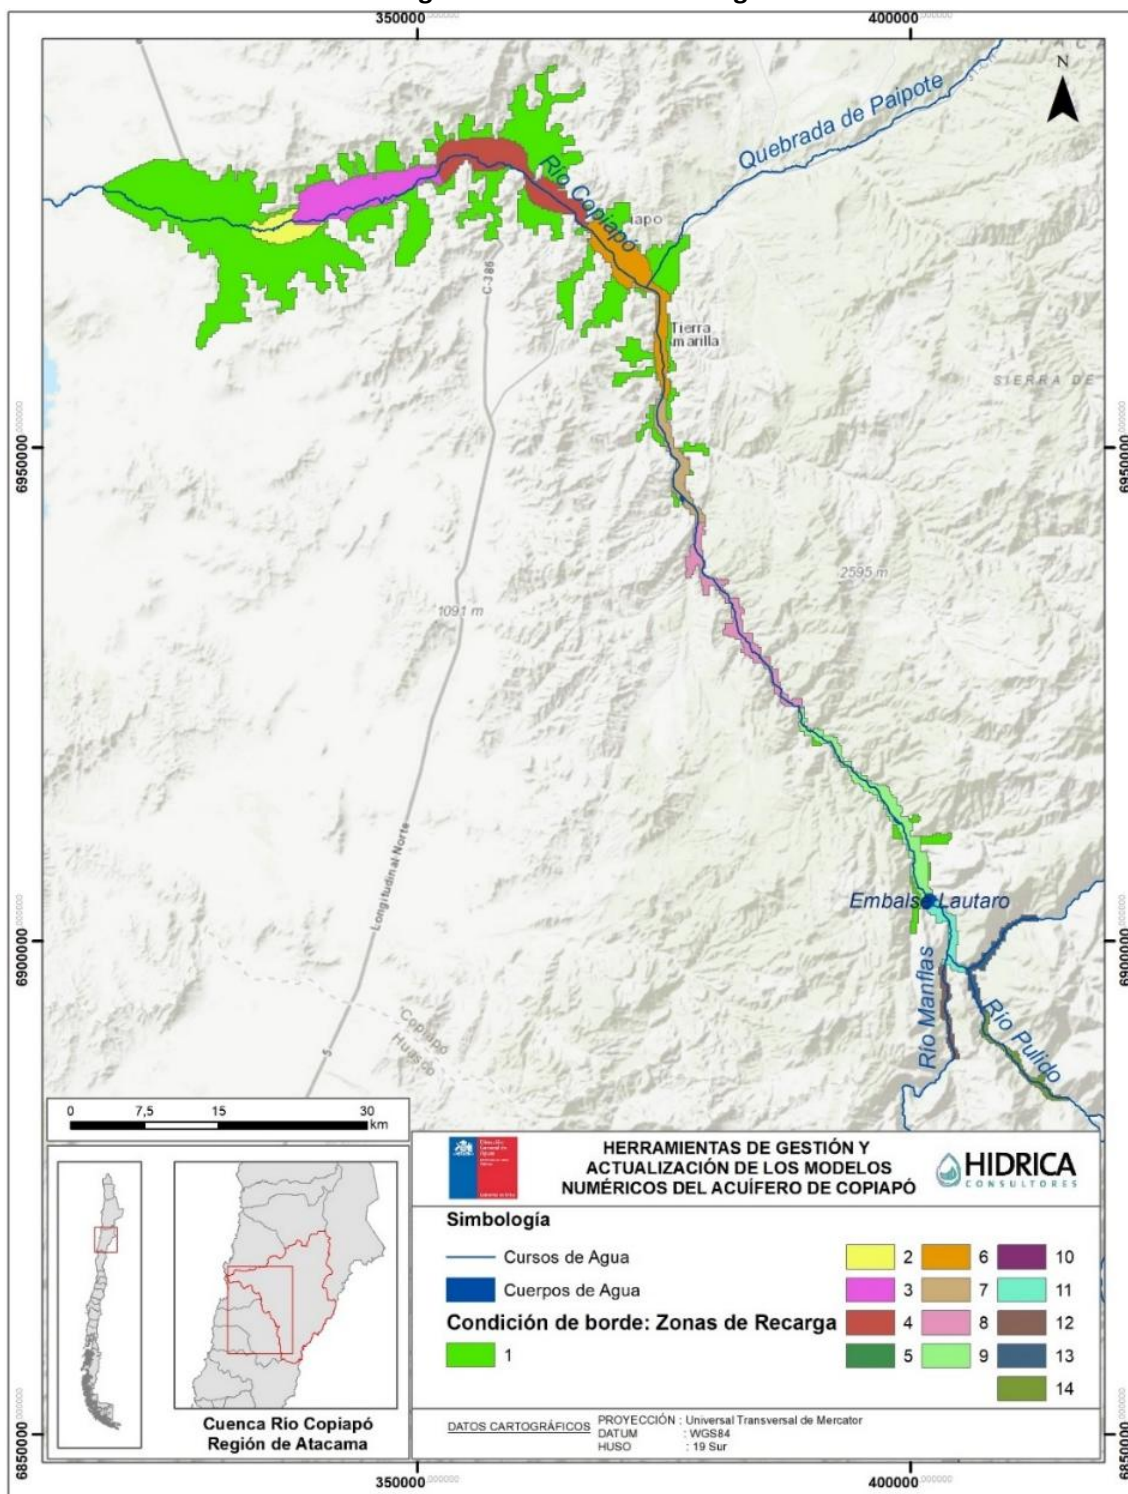 350000
400000
N
Quebrada de Paipote
Río Copiapó
iapo
C-386
Tierra
marilla
SIERRA DE
6950000
6950000
2595 m
1091 m
Longitudinal Norte
Embalse Lautaro
6900000
6900000
Río Manflas
Río Pulido
Copiapó
Huasco
5
0 7,5 15 30
km
HERRAMIENTAS DE GESTIÓN Y
ACTUALIZACIÓN DE LOS MODELOS
NUMÉRICOS DEL ACUÍFERO DE COPIAPÓ
HIDRICA
CONSULTORES
Simbología
Cursos de Agua
Cuerpos de Agua
Condición de borde: Zonas de Recarga
1
2 6 10
3 7 11
4 8 12
5 9 13
14
Cuenca Río Copiapó
Región de Atacama
DATOS CARTOGRÁFICOS
PROYECCIÓN : Universal Transversal de Mercator
DATUM : WGS84
HUSO : 19 Sur
6850000
6850000
350000
400000